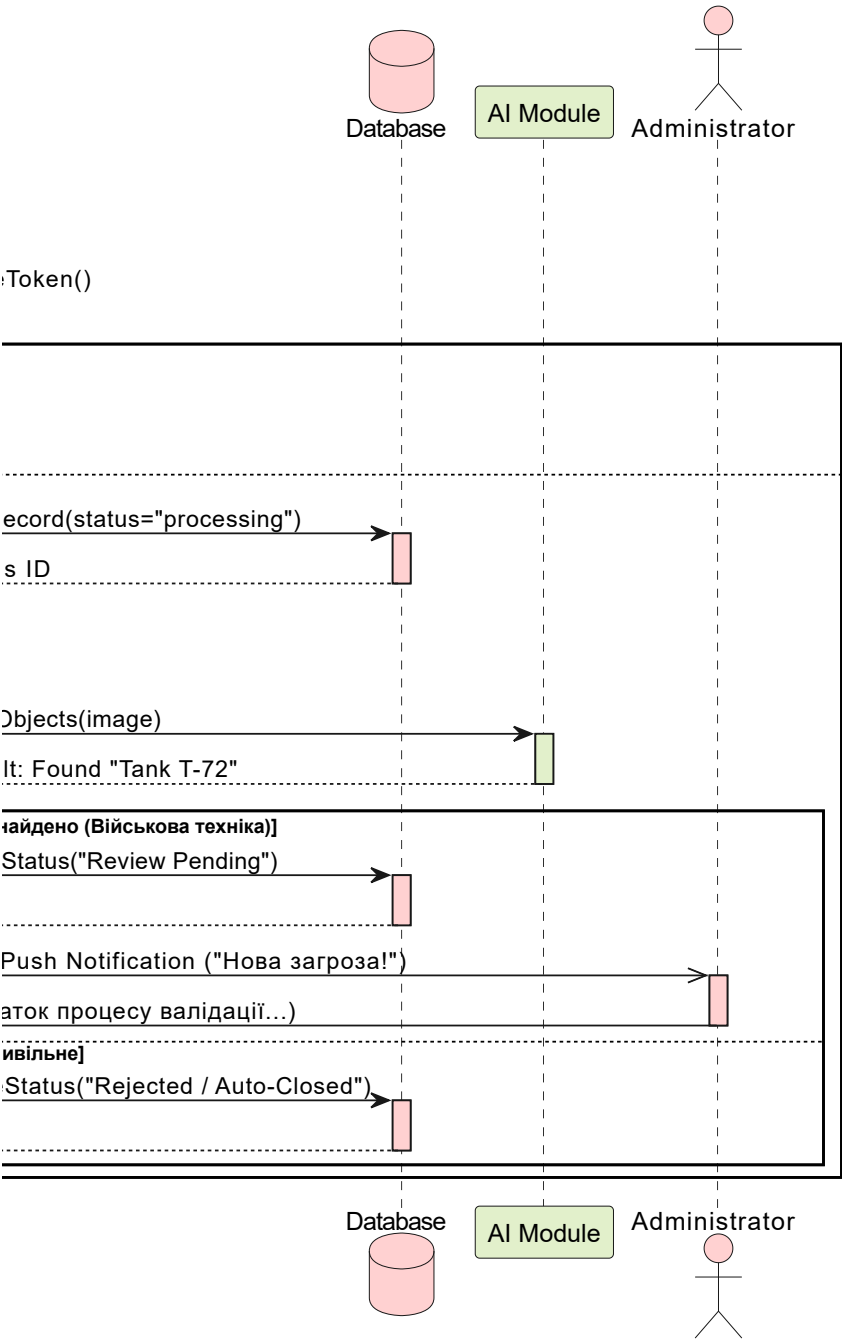 Database
AI Module
Administrator
Token()
ecord(status="processing")
s ID
Objects(image)
lt: Found "Tank T-72"
найдено (Військова техніка)]
Status("Review Pending")
Push Notification ("Нова загроза!")
аток процесу валідації...)
ивільне]
Status("Rejected / Auto-Closed")
Database
AI Module
Administrator